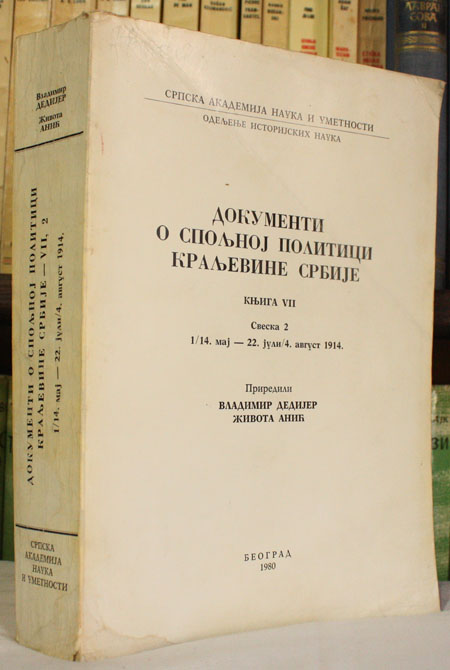 СРПСКА АКАДЕМИЈА НАУКА И УМЕТНОСТИ
ОДЕЉЕЊЕ ИСТОРИЈСКИХ НАУКА
ДОКУМЕНТИ
О СПОЉНОЈ ПОЛИТИЦИ
КРАЉЕВИНЕ СРБИЈЕ
КЊИГА VII
Свеска 2
1/14. мај — 22. јули/4. август 1914.
Приредили
ВЛАДИМИР ДЕДИЈЕР
ЖИВОТА АНИЋ
БЕОГРАД
1980
Владимир
ДЕДИЈЕР
Живота
АНИЋ
ДОКУМЕНТИ О СПОЉНОЈ ПОЛИТИЦИ
КРАЉЕВИНЕ СРБИЈЕ — VII, 2
1/14. мај — 22. јули/4. август 1914.
СРПСКА
АКАДЕМИЈА
НАУКА
И УМЕТНОСТИ